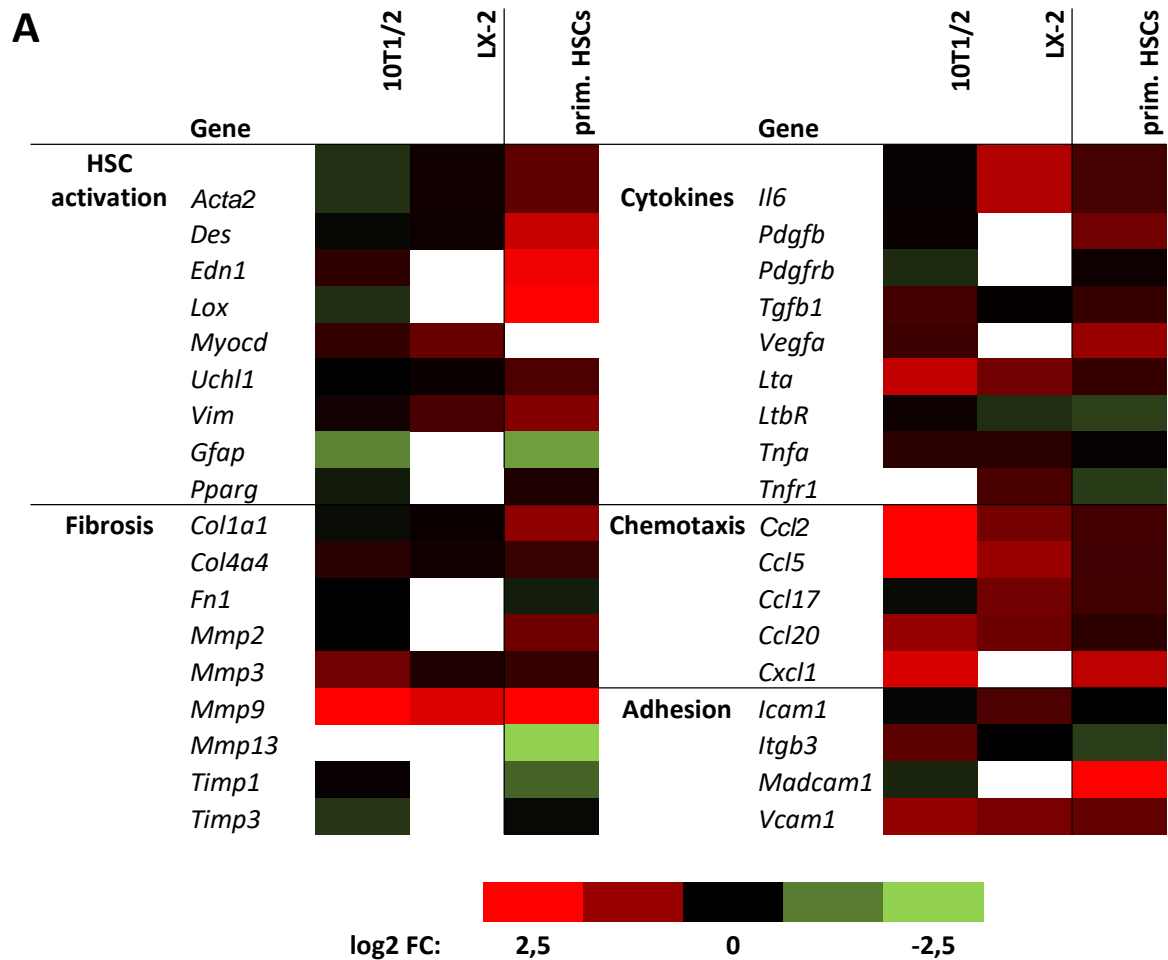 A
10T1/2 LX-2 prim. HSCs 10T1/2 LX-2 prim. HSCs
Gene Gene
HSC
activation Acta2 Cytokines Il6
Des Pdgfb
Edn1 Pdgfrb
Lox Tgfb1
Myocd Vegfa
Uchl1 Lta
Vim LtbR
Gfap Tnfa
Pparg Tnfr1
Fibrosis Col1a1 Chemotaxis Ccl2
Col4a4 Ccl5
Fn1 Ccl17
Mmp2 Ccl20
Mmp3 Cxcl1
Mmp9 Adhesion Icam1
Mmp13 Itgb3
Timp1 Madcam1
Timp3 Vcam1
log2 FC: 2,5 0 -2,5